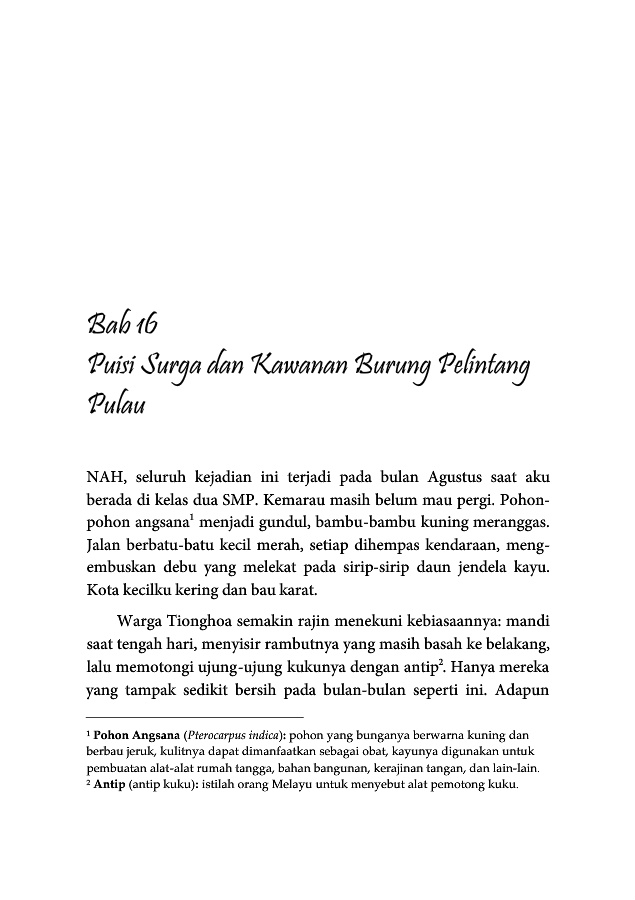 Bab 16
Puisi Surga dan Kawanan Burung Pelintang
Pulau
NAH, seluruh kejadian ini terjadi pada bulan Agustus saat aku
berada di kelas dua SMP. Kemarau masih belum mau pergi. Pohon-
pohon angsana¹ menjadi gundul, bambu-bambu kuning meranggas.
Jalan berbatu-batu kecil merah, setiap dihempas kendaraan, meng-
embuskan debu yang melekat pada sirip-sirip daun jendela kayu.
Kota kecilku kering dan bau karat.
Warga Tionghoa semakin rajin menekuni kebiasaannya: mandi
saat tengah hari, menyisir rambutnya yang masih basah ke belakang,
lalu memotongi ujung-ujung kukunya dengan antip². Hanya mereka
yang tampak sedikit bersih pada bulan-bulan seperti ini. Adapun
¹ Pohon Angsana (Pterocarpus indica): pohon yang bunganya berwarna kuning dan
berbau jeruk, kulitnya dapat dimanfaatkan sebagai obat, kayunya digunakan untuk
pembuatan alat-alat rumah tangga, bahan bangunan, kerajinan tangan, dan lain-lain.
² Antip (antip kuku): istilah orang Melayu untuk menyebut alat pemotong kuku.